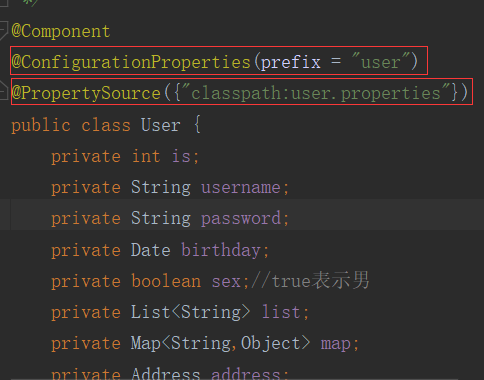 */
@Component
@ConfigurationProperties(prefix = "user")
@PropertySource({"classpath:user.properties"})
public class User {
private int is;
private String username;
private String password;
private Date birthday;
private boolean sex;//true表示男
private List<String> list;
private Map<String,Object> map;
private Address address;